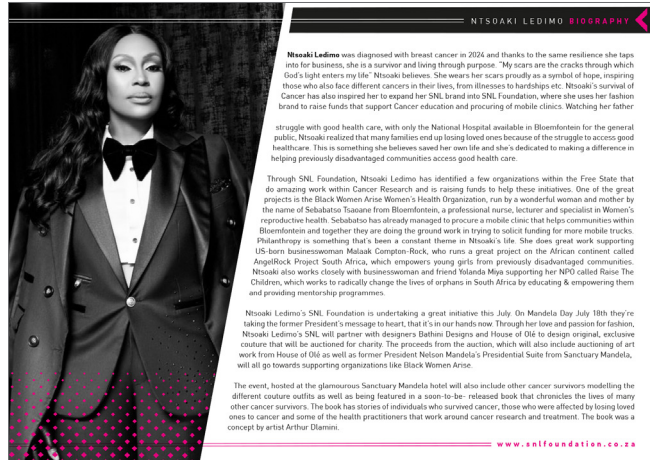 NTSOAKI LEDIMO BIOGRAPHY
Ntsoaki Ledimo was diagnosed with breast cancer in 2024 and thanks to the same resilience she taps
into for business, she is a survivor and living through purpose. "My scars are the cracks through which
God's light enters my life" Ntsoaki believes. She wears her scars proudly as a symbol of hope, inspiring
those who also face different cancers in their lives, from illnesses to hardships etc. Ntsoaki's survival of
Cancer has also inspired her to expand her SNL brand into SNL Foundation, where she uses her fashion
brand to raise funds that support Cancer education and procuring of mobile clinics. Watching her father
struggle with good health care, with only the National Hospital available in Bloemfontein for the general
public, Ntsoaki realized that many families end up losing loved ones because of the struggle to access good
healthcare. This is something she believes saved her own life and she's dedicated to making a difference in
helping previously disadvantaged communities access good health care.
Through SNL Foundation, Ntsoaki Ledimo has identified a few organizations within the Free State that
do amazing work within Cancer Research and is raising funds to help these initiatives. One of the great
projects is the Black Women Arise Women's Health Organization, run by a wonderful woman and mother by
the name of Sebabatso Tsaoane from Bloemfontein, a professional nurse, lecturer and specialist in Women's
reproductive health. Sebabatso has already managed to procure a mobile clinic that helps communities within
Bloemfontein and together they are doing the ground work in trying to solicit funding for more mobile trucks.
Philanthropy is something that's been a constant theme in Ntsoaki's life. She does great work supporting
US-born businesswoman Malaak Compton-Rock, who runs a great project on the African continent called
AngelRock Project South Africa, which empowers young girls from previously disadvantaged communities.
Ntsoaki also works closely with businesswoman and friend Yolanda Miya supporting her NPO called Raise The
Children, which works to radically change the lives of orphans in South Africa by educating & empowering them
and providing mentorship programmes.
Ntsoaki Ledimo's SNL Foundation is undertaking a great initiative this July. On Mandela Day July 18th they're
taking the former President's message to heart, that it's in our hands now. Through her love and passion for fashion,
Ntsoaki Ledimo's SNL will partner with designers Bathini Designs and House of Olé to design original, exclusive
couture that will be auctioned for charity. The proceeds from the auction, which will also include auctioning of art
work from House of Olé as well as former President Nelson Mandela's Presidential Suite from Sanctuary Mandela,
will all go towards supporting organizations like Black Women Arise.
The event, hosted at the glamourous Sanctuary Mandela hotel will also include other cancer survivors modelling the
different couture outfits as well as being featured in a soon-to-be- released book that chronicles the lives of many
other cancer survivors. The book has stories of individuals who survived cancer, those who were affected by losing loved
ones to cancer and some of the health practitioners that work around cancer research and treatment. The book was a
concept by artist Arthur Dlamini.
www.snlfoundation.co.za